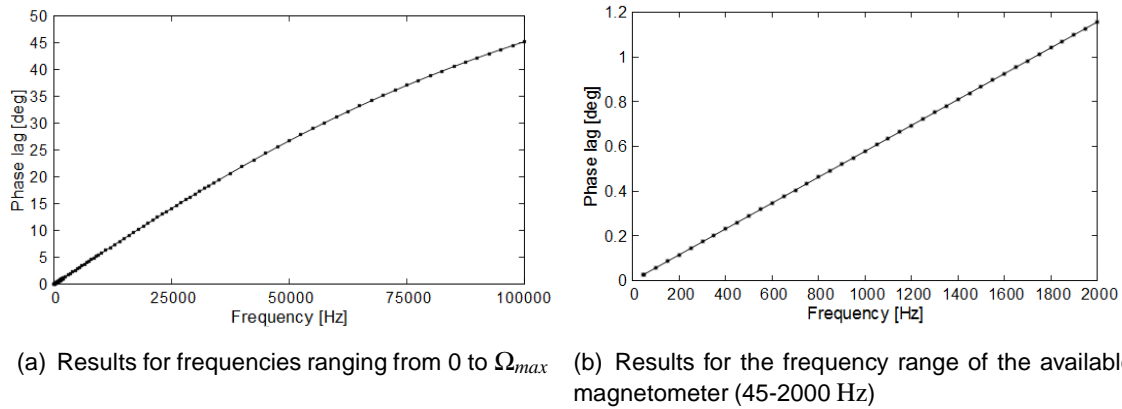 50
45
40
35
30
25
20
15
10
5
0
Phase lag [deg]
0 25000 50000 75000 100000
Frequency [Hz]
(a) Results for frequencies ranging from 0 to Ωmax
1.2
1
0.8
0.6
0.4
0.2
0
Phase lag [deg]
0 200 400 600 800 1000 1200 1400 1600 1800 2000
Frequency [Hz]
(b) Results for the frequency range of the available
magnetometer (45-2000 Hz)